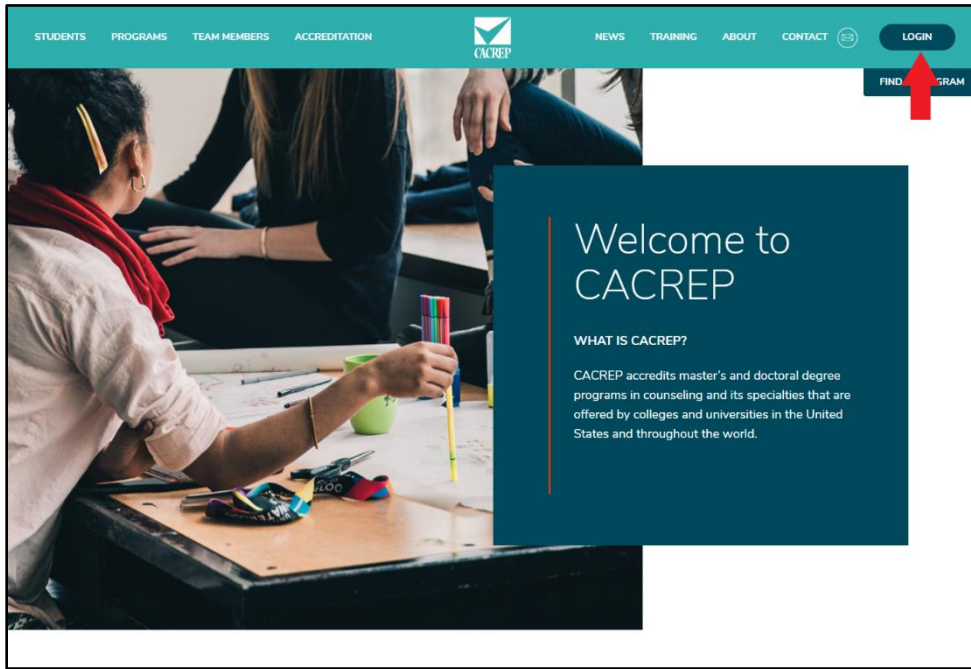 STUDENTS PROGRAMS TEAM MEMBERS ACCREDITATION CACREP NEWS TRAINING ABOUT CONTACT LOGIN
FIND GRAM
Welcome to
CACREP
WHAT IS CACREP?
CACREP accredits master's and doctoral degree
programs in counseling and its specialties that are
offered by colleges and universities in the United
States and throughout the world.